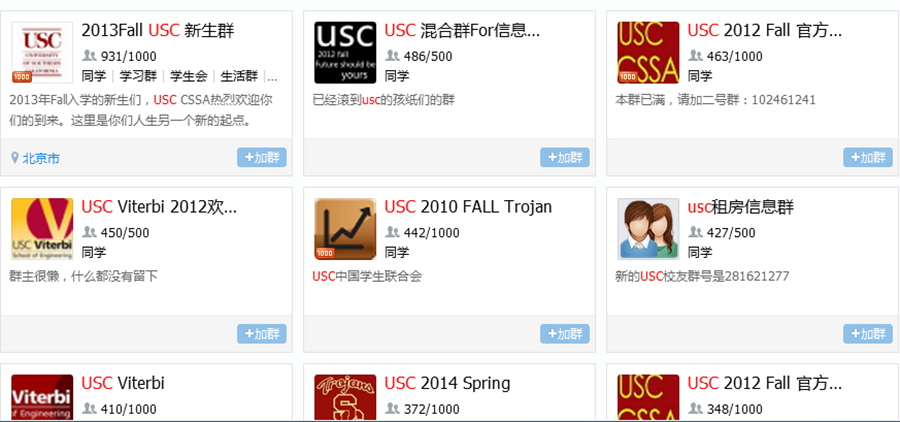 USC
UNIVERSITY
OF SOUTHERN
CALIFORNIA
1000
2013Fall USC 新生群
931/1000
同学 | 学习群 | 学生会 | 生活群 |...
2013年Fall入学的新生们，USC CSSA热烈欢迎你
们的到来。这里是你们人生另一个新的起点。
北京市
+加群
USC
2012 fall
Future should be
yours
USC 混合群For信息...
486/500
同学
已经滚到usc的孩纸们的群
+加群
USC
CSSA
1000
USC 2012 Fall 官方...
463/1000
同学
本群已满，请加二号群：102461241
+加群
USC Viterbi
School of Engineering
USC Viterbi 2012欢...
450/500
同学
群主很懒，什么都没有留下
+加群
1000
USC 2010 FALL Trojan
442/1000
同学
USC中国学生联合会
+加群
usc租房信息群
427/500
同学
新的USC校友群号是281621277
+加群
Viterbi
of Engineering
USC Viterbi
410/1000
Trojans
SC
USC 2014 Spring
372/1000
USC
CSSA
USC 2012 Fall 官方...
348/1000